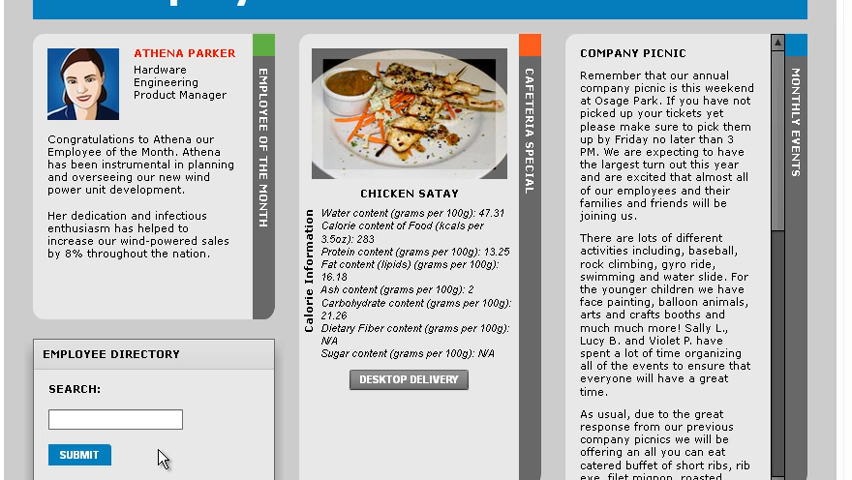 ATHENA PARKER
Hardware
Engineering
Product Manager
Congratulations to Athena our
Employee of the Month. Athena
has been instrumental in planning
and overseeing our new wind
power unit development.
Her dedication and infectious
enthusiasm has helped to
increase our wind-powered sales
by 8% throughout the nation.
EMPLOYEE OF THE MONTH
EMPLOYEE DIRECTORY
SEARCH:
SUBMIT
CHICKEN SATAY
Calorie Information
Water content (grams per 100g): 47.31
Calorie content of Food (kcals per
3.5oz): 283
Protein content (grams per 100g): 13.25
Fat content (lipids) (grams per 100g):
16.18
Ash content (grams per 100g): 2
Carbohydrate content (grams per 100g):
21.26
Dietary Fiber content (grams per 100g):
N/A
Sugar content (grams per 100g): N/A
DESKTOP DELIVERY
CAFETERIA SPECIAL
COMPANY PICNIC
Remember that our annual
company picnic is this weekend
at Osage Park. If you have not
picked up your tickets yet
please make sure to pick them
up by Friday no later than 3
PM. We are expecting to have
the largest turn out this year
and are excited that almost all
of our employees and their
families and friends will be
joining us.
There are lots of different
activities including, baseball,
rock climbing, gyro ride,
swimming and water slide. For
the younger children we have
face painting, balloon animals,
arts and crafts booths and
much much more! Sally L.,
Lucy B. and Violet P. have
spent a lot of time organizing
all of the events to ensure that
everyone will have a great
time.
As usual, due to the great
response from our previous
company picnics we will be
offering an all you can eat
catered buffet of short ribs, rib
eye, filet mignon, roasted
MONTHLY EVENTS